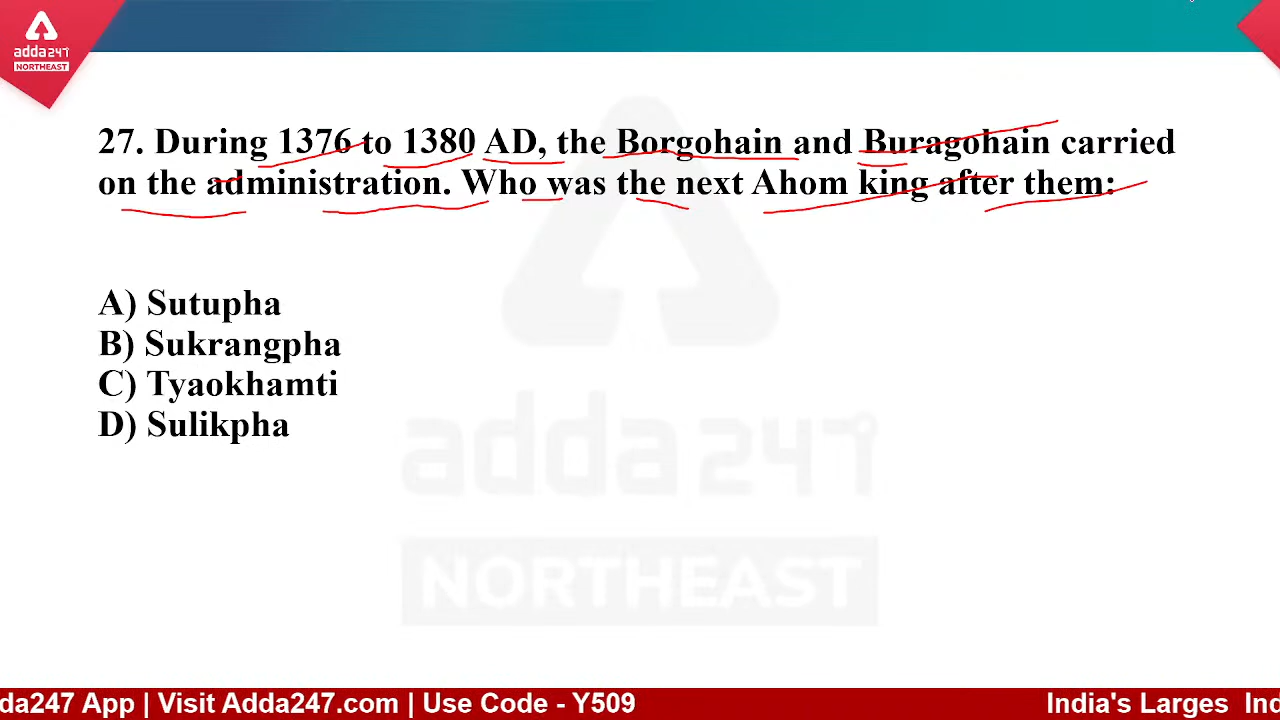 adda247
NORTHEAST
27. During 1376 to 1380 AD, the Borgohain and Buragohain carried
on the administration. Who was the next Ahom king after them:
A) Sutupha
B) Sukrangpha
C) Tyaokhamti
D) Sulikpha
adda247
NORTHEAST
dda247 App | Visit Adda247.com | Use Code - Y509
India's Larges